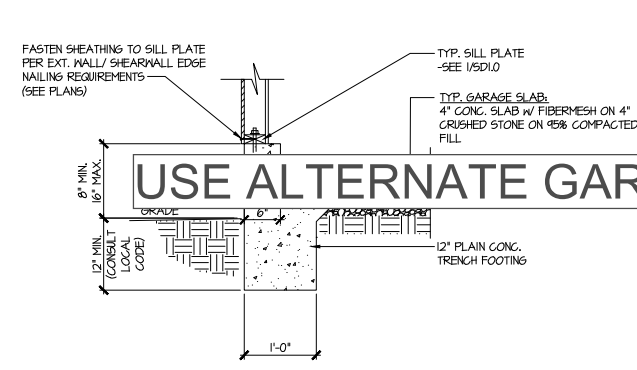 FASTEN SHEATHING TO SILL PLATE
PER EXT. WALL/ SHEARWALL EDGE
NAILING REQUIREMENTS
(SEE PLANS)
TYP. SILL PLATE
-SEE 1/SD1.0
TYP. GARAGE SLAB:
4" CONC. SLAB W/ FIBERMESH ON 4"
CRUSHED STONE ON 95% COMPACTED
FILL
8" MIN.
16" MAX.
USE ALTERNATE GAR
GRADE
6"
12" MIN.
(CONSULT
LOCAL
CODE)
12" PLAIN CONC.
TRENCH FOOTING
1'-0"